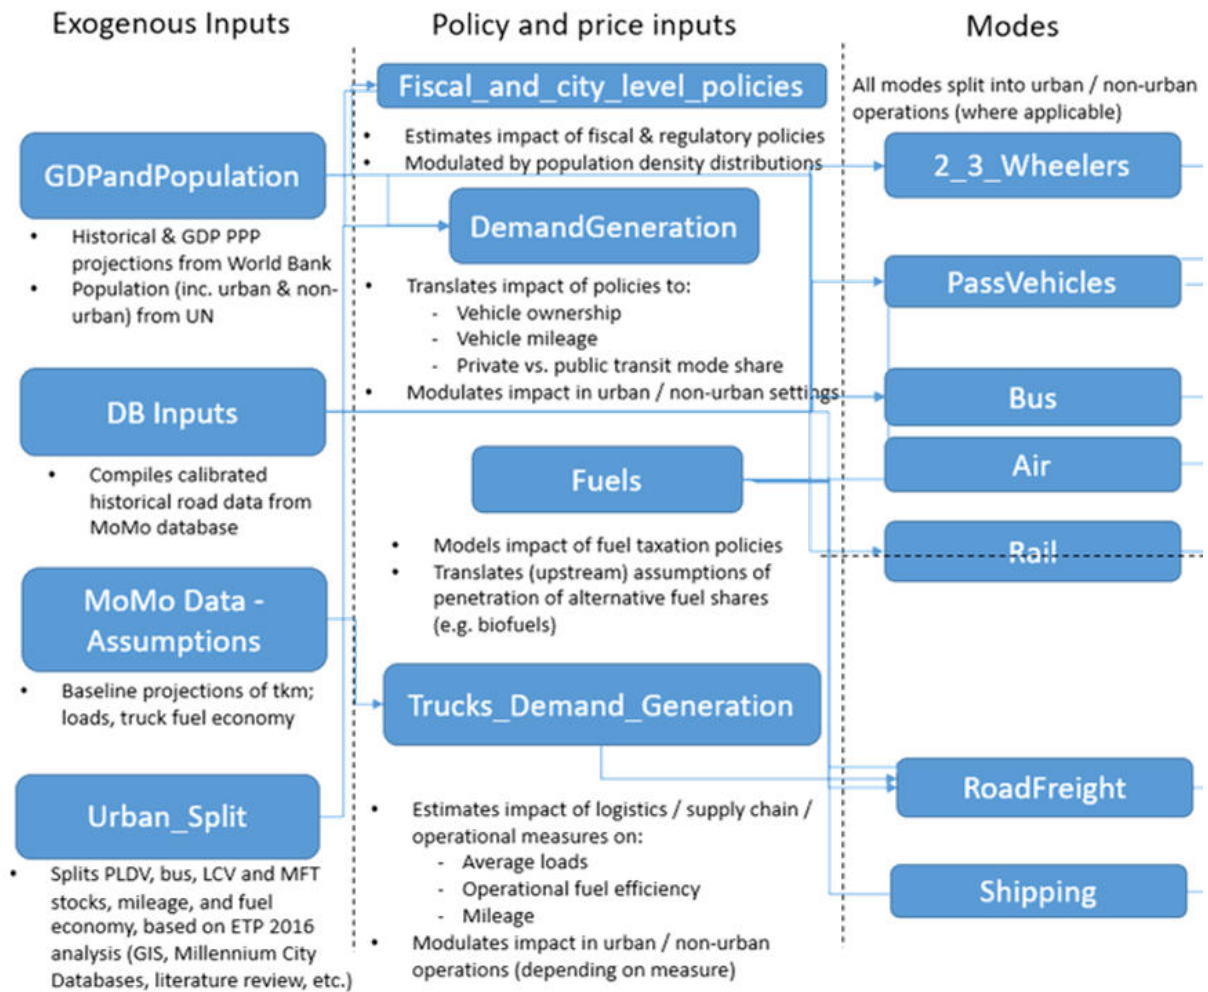 Exogenous Inputs
GDPandPopulation
• Historical & GDP PPP
projections from World Bank
• Population (inc. urban & non-
urban) from UN
DB Inputs
• Compiles calibrated
historical road data from
MoMo database
MoMo Data -
Assumptions
• Baseline projections of tkm;
loads, truck fuel economy
Urban_Split
• Splits PLDV, bus, LCV and MFT
stocks, mileage, and fuel
economy, based on ETP 2016
analysis (GIS, Millennium City
Databases, literature review, etc.)
Policy and price inputs
Fiscal_and_city_level_policies
• Estimates impact of fiscal & regulatory policies
• Modulated by population density distributions
DemandGeneration
• Translates impact of policies to:
- Vehicle ownership
- Vehicle mileage
- Private vs. public transit mode share
• Modulates impact in urban / non-urban settings
Fuels
• Models impact of fuel taxation policies
• Translates (upstream) assumptions of
penetration of alternative fuel shares
(e.g. biofuels)
Trucks_Demand_Generation
• Estimates impact of logistics / supply chain /
operational measures on:
- Average loads
- Operational fuel efficiency
- Mileage
• Modulates impact in urban / non-urban
operations (depending on measure)
Modes
All modes split into urban / non-urban
operations (where applicable)
2_3_Wheelers
PassVehicles
Bus
Air
Rail
RoadFreight
Shipping